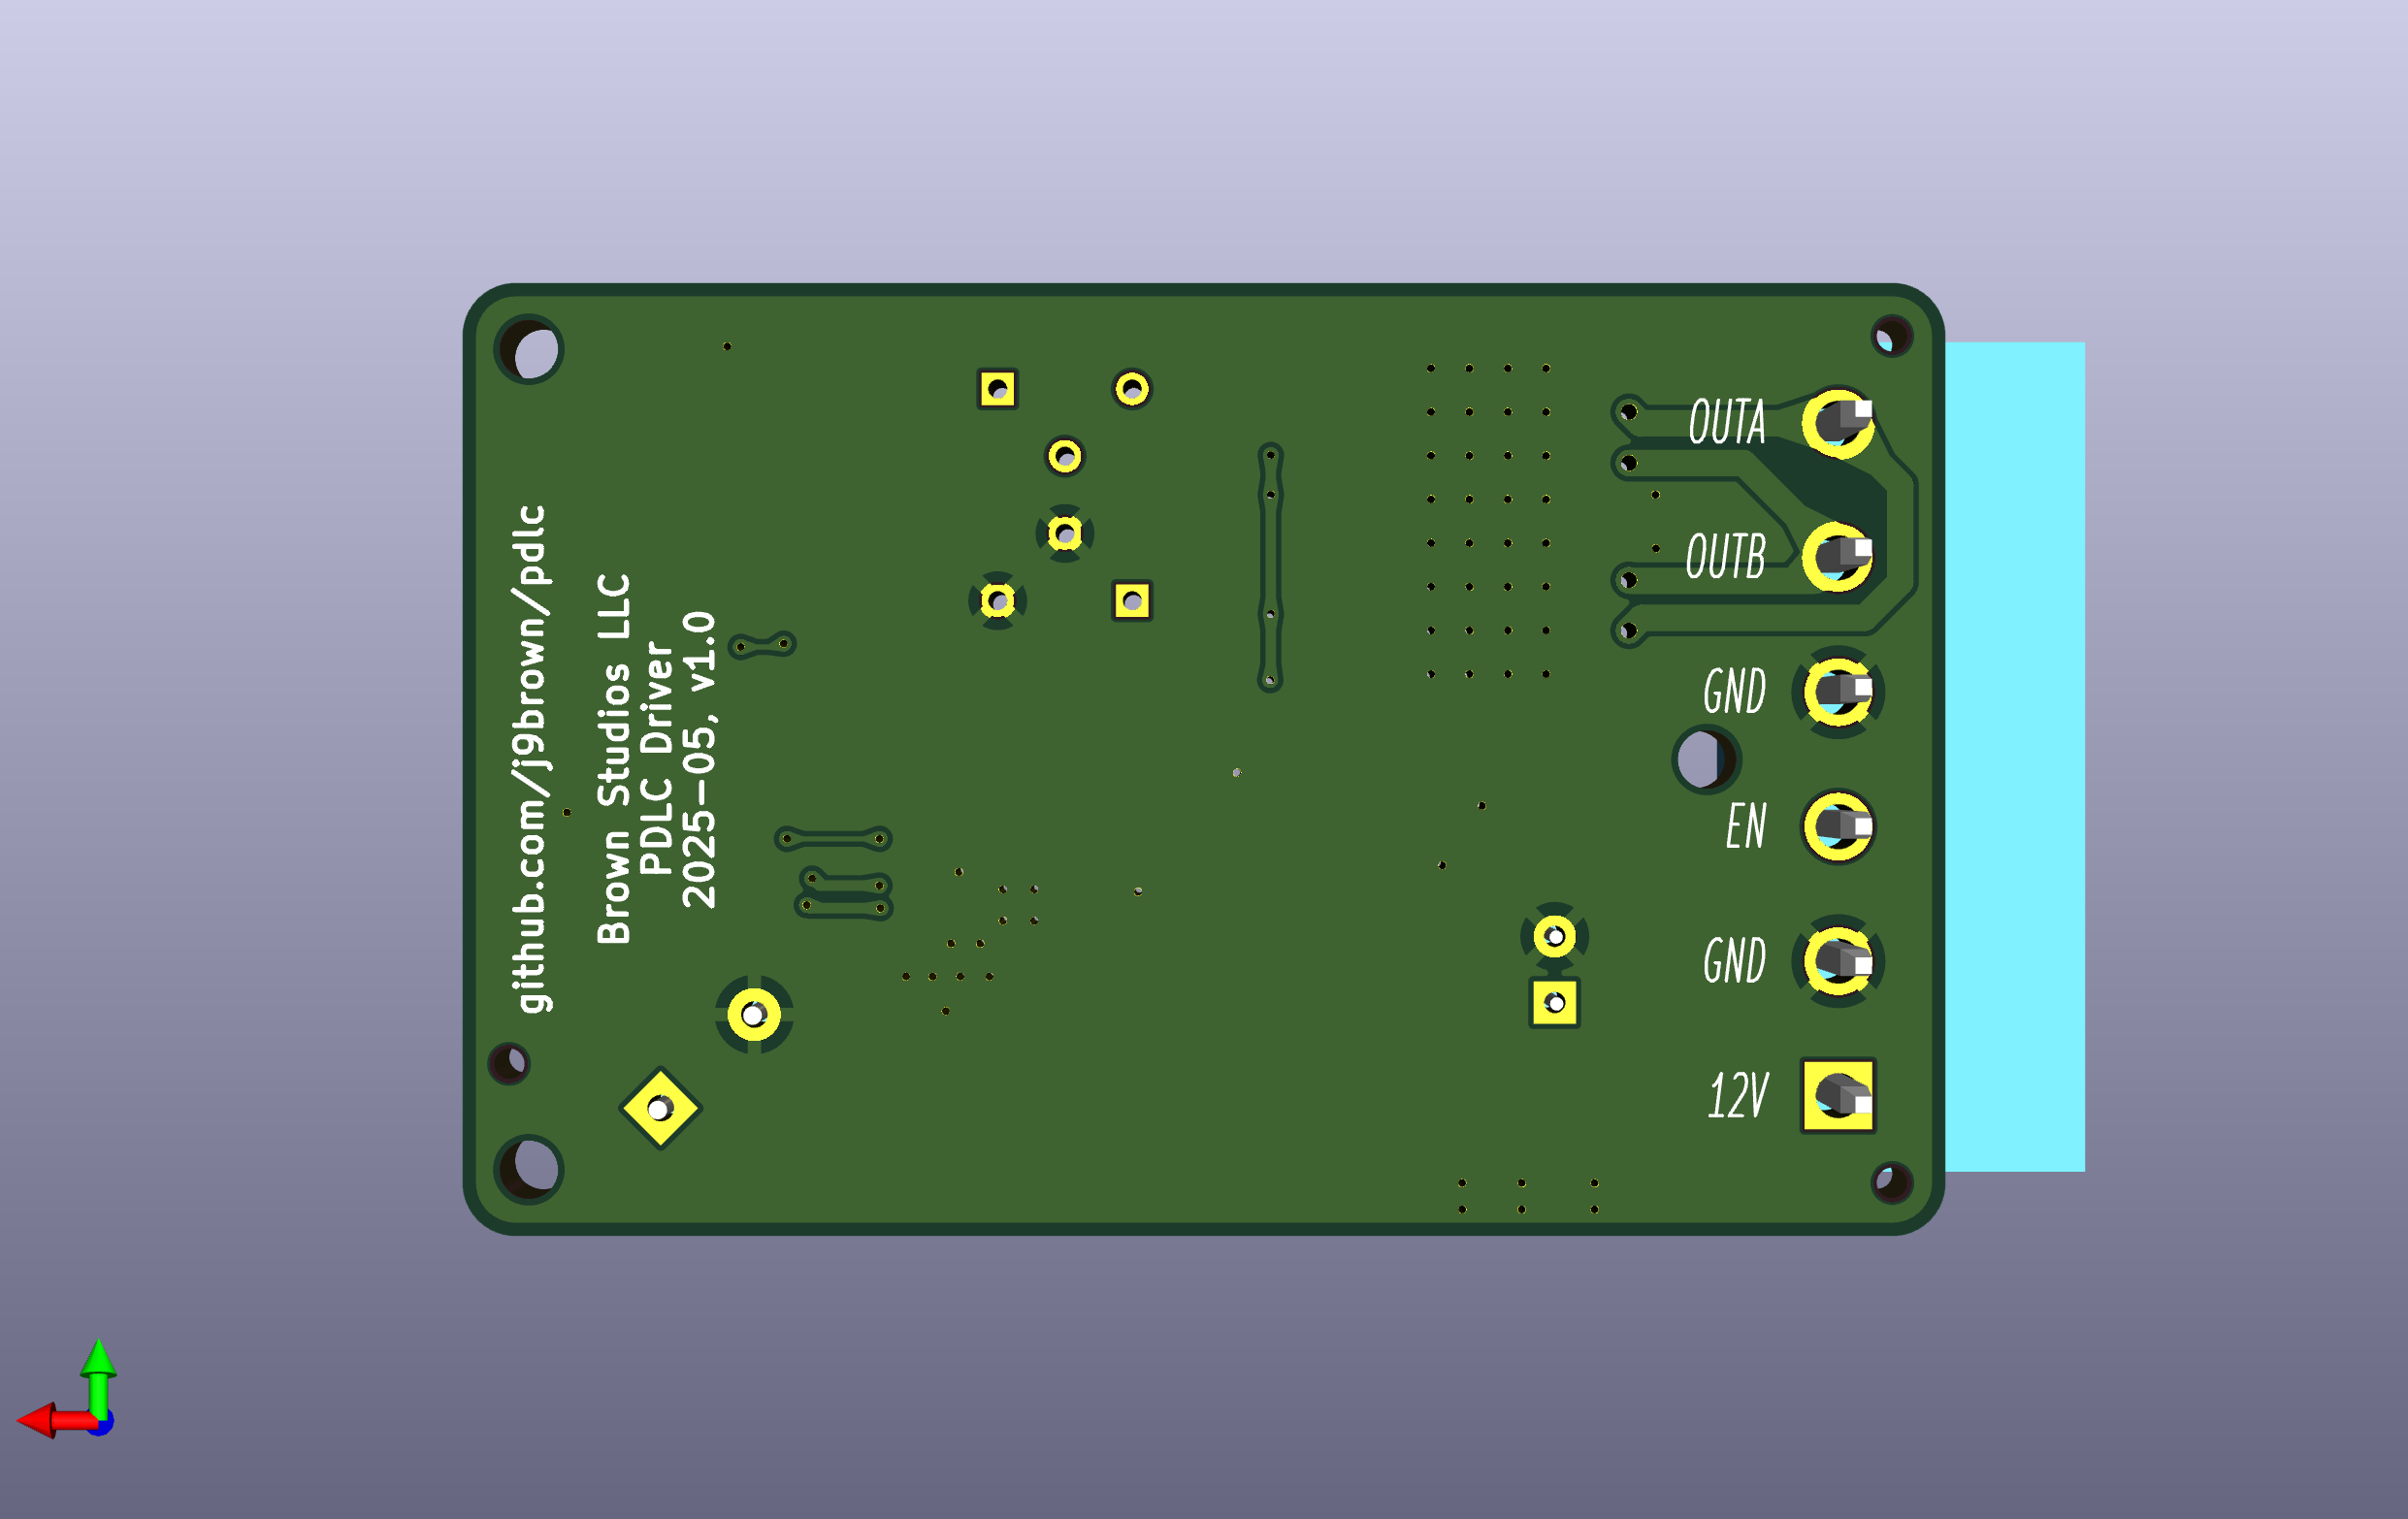 github.com/j9brown/pdlc
Brown Studios LLC
PDLC Driver
2025-05, v1.0
OUTA
OUTB
GND
EN
GND
12V